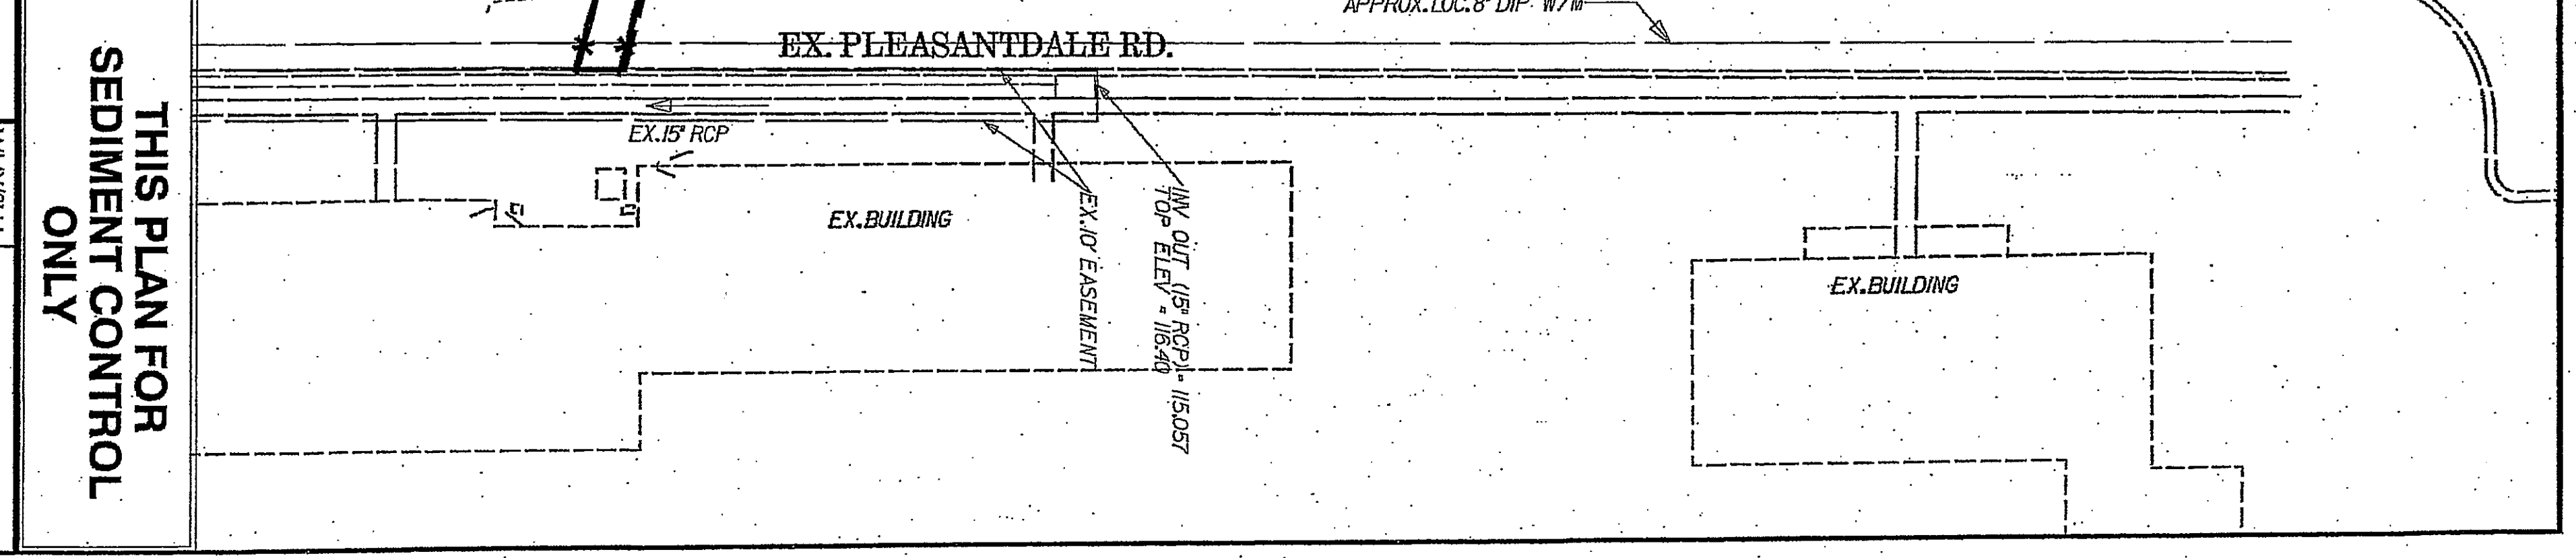 APPROX. LOC. 8" DIP W/M
EX. PLEASANTDALE RD.
EX. 15" RCP
EX. BUILDING
EX. 10' EASEMENT
INV OUT (15" RCP) = 115.057
TOP ELEV = 116.40
EX. BUILDING
THIS PLAN FOR
SEDIMENT CONTROL
ONLY